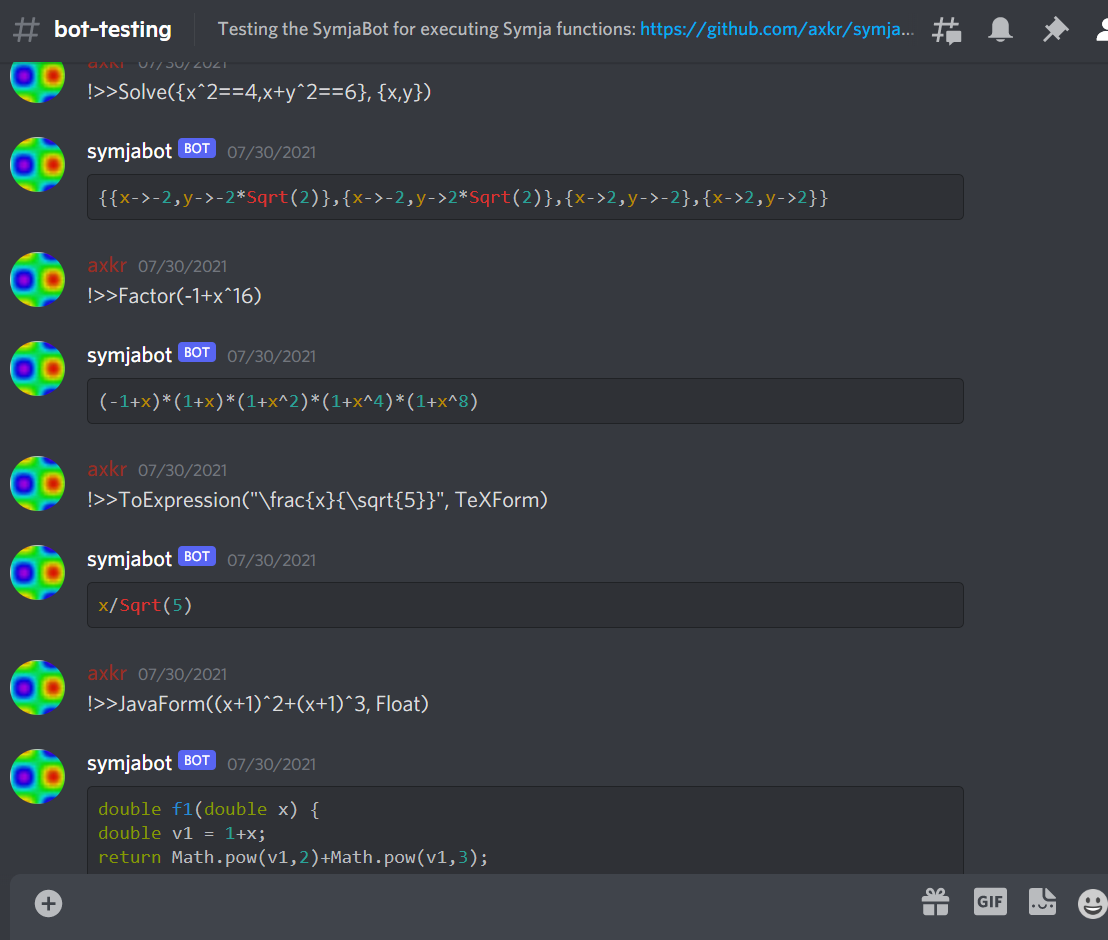 # bot-testing Testing the SymjaBot for executing Symja functions: https://github.com/axkr/symja...
axkr 07/30/2021
!>>Solve({x^2==4,x+y^2==6}, {x,y})
symjabot BOT 07/30/2021
{{x->-2,y->-2*Sqrt(2)},{x->-2,y->2*Sqrt(2)},{x->2,y->-2},{x->2,y->2}}
axkr 07/30/2021
!>>Factor(-1+x^16)
symjabot BOT 07/30/2021
(-1+x)*(1+x)*(1+x^2)*(1+x^4)*(1+x^8)
axkr 07/30/2021
!>>ToExpression("\frac{x}{\sqrt{5}}", TeXForm)
symjabot BOT 07/30/2021
x/Sqrt(5)
axkr 07/30/2021
!>>JavaForm((x+1)^2+(x+1)^3, Float)
symjabot BOT 07/30/2021
double f1(double x) {
double v1 = 1+x;
return Math.pow(v1,2)+Math.pow(v1,3);
GIF